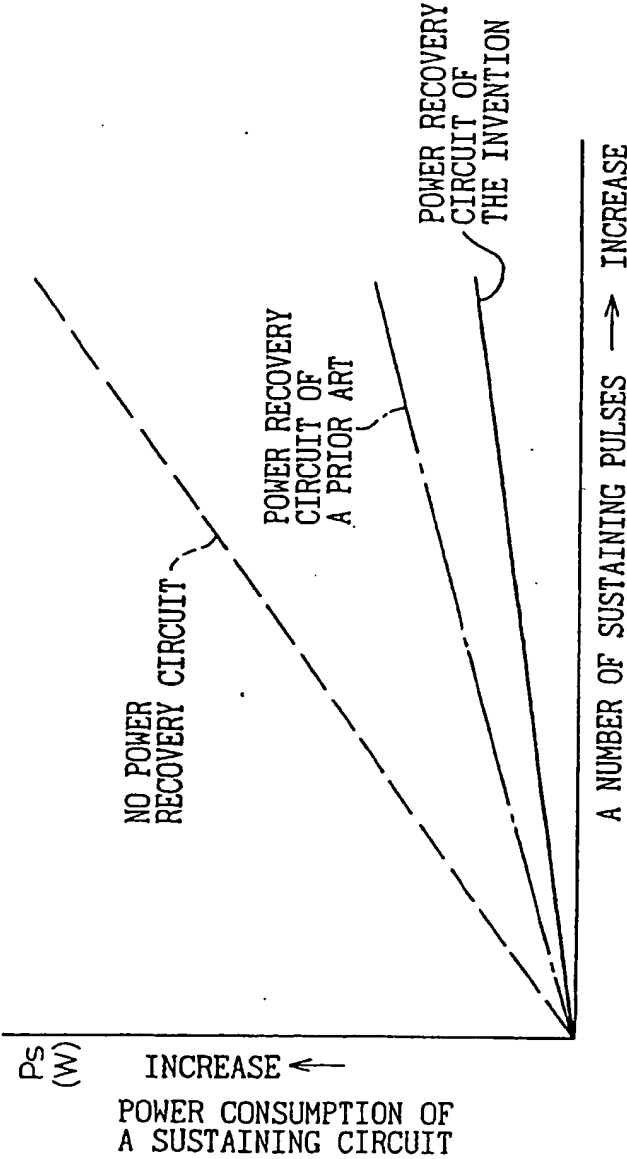 Ps
(W)
INCREASE
POWER CONSUMPTION OF
A SUSTAINING CIRCUIT
NO POWER
RECOVERY CIRCUIT
POWER RECOVERY
CIRCUIT OF
A PRIOR ART
POWER RECOVERY
CIRCUIT OF
THE INVENTION
A NUMBER OF SUSTAINING PULSES → INCREASE